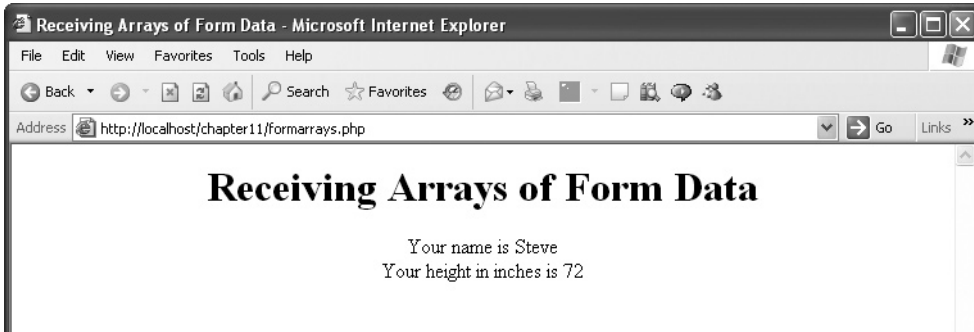 Receiving Arrays of Form Data - Microsoft Internet Explorer
File Edit View Favorites Tools Help
Back Search Favorites
Address http://localhost/chapter11/formarrays.php Go Links »
Receiving Arrays of Form Data
Your name is Steve
Your height in inches is 72